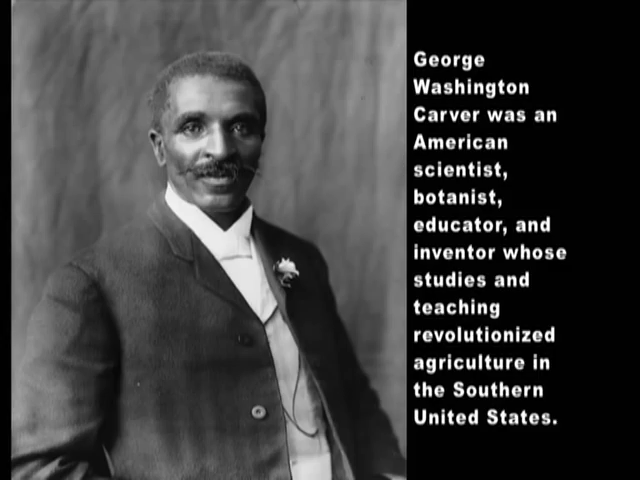 George
Washington
Carver was an
American
scientist,
botanist,
educator, and
inventor whose
studies and
teaching
revolutionized
agriculture in
the Southern
United States.